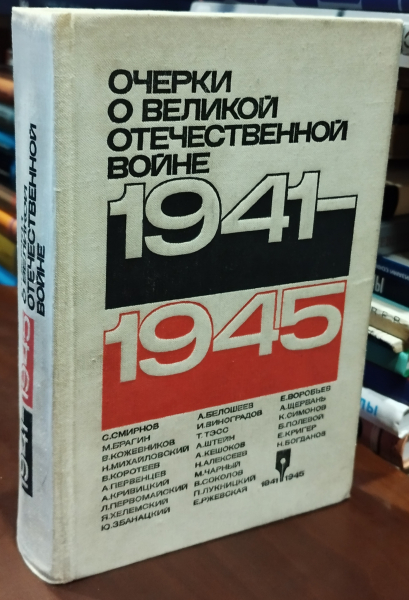 ОЧЕРКИ
О ВЕЛИКОЙ
ОТЕЧЕСТВЕННОЙ
ВОЙНЕ
1941-
1945
С.СМИРНОВ
М.БРАГИН
В.КОЖЕВНИКОВ
Н.МИХАЙЛОВСКИЙ
В.КОРОТЕЕВ
А.ПЕРВЕНЦЕВ
А.КРИВИЦКИЙ
Л.ПЕРВОМАЙСКИЙ
Я.ХЕЛЕМСКИЙ
Ю.ЗБАНАЦКИЙ
А.БЕЛОШЕЕВ
И.ВИНОГРАДОВ
Т.ТЭСС
А.ШТЕЙН
А.КЕШОКОВ
Н.АЛЕКСЕЕВ
М.ЧАРНЫЙ
В.СОКОЛОВ
П.ЛУКНИЦКИЙ
Е.РЖЕВСКАЯ
Е.ВОРОБЬЕВ
А.ЩЕРБАНЬ
К.СИМОНОВ
Б.ПОЛЕВОЙ
Е.КРИГЕР
Н.БОГДАНОВ
1941 1945
О ВЕЛИКОЙ
ОТЕЧЕСТВЕННОЙ
ВОЙНЕ
1941
1945